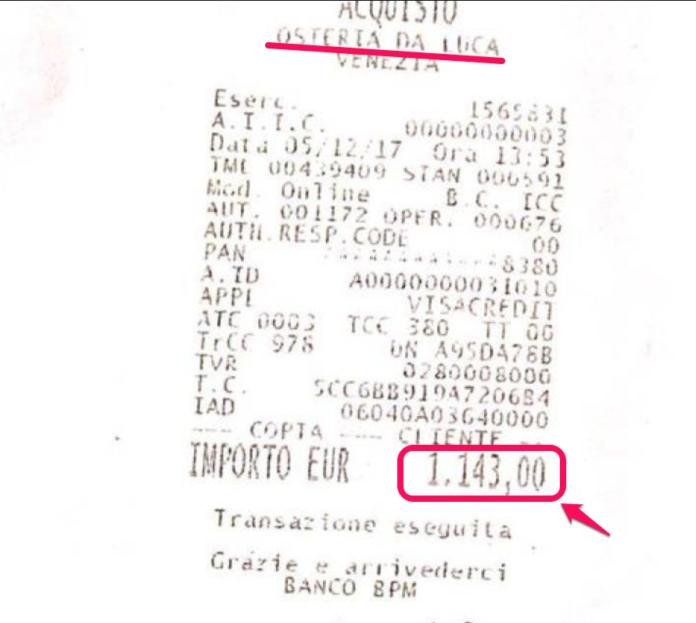 ACQUISTO
OSTERIA DA LUCA
VENEZIA
Eserc. 1565831
A.I.I.C. 00000000003
Data 05/12/17 Ora 13:53
TML 00439409 STAN 000591
Mod. Online B.C. ICC
AUT. 001172 OPER. 000676
AUTH.RESP.CODE 00
PAN ************8380
A.ID A0000000031010
APPL VISACREDIT
ATC 0003 TCC 380 TT 00
TrCC 978 UN A95DA78B
TVR 0280008000
T.C. 5CC6BB919A7206B4
IAD 06040A03640000
--- COPIA --- CLIENTE --
IMPORTO EUR 1.143,00
Transazione eseguita
Grazie e arrivederci
BANCO BPM